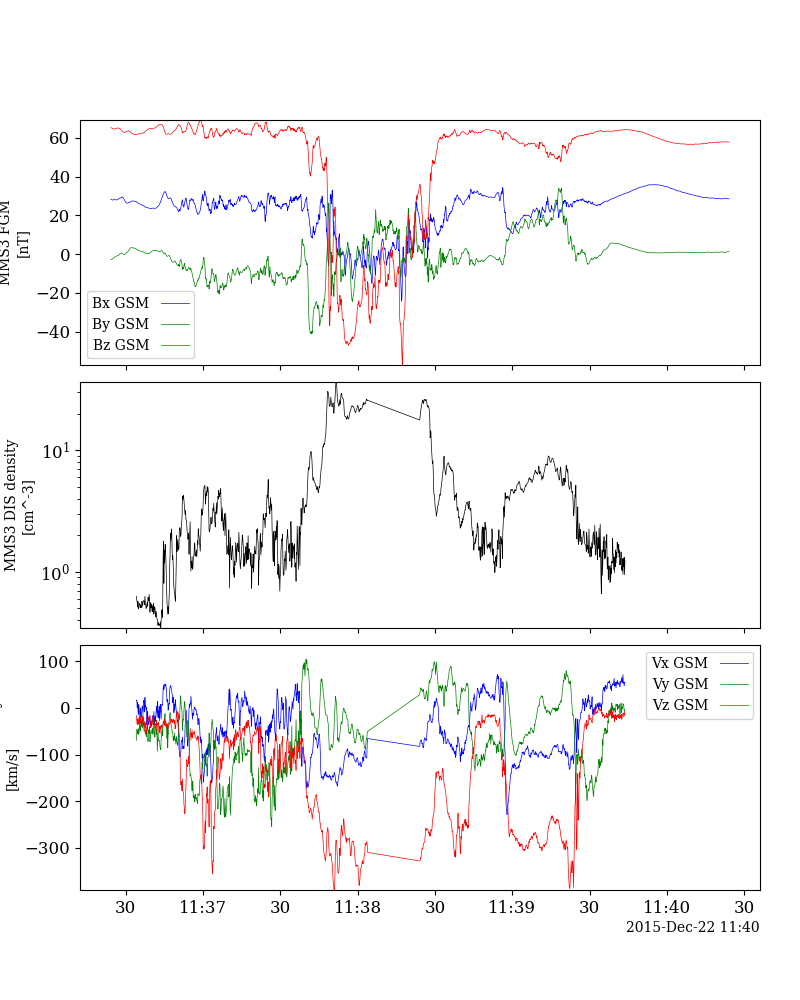 MMS3 FGM
[nT]
60
40
20
0
−20
−40
Bx GSM
By GSM
Bz GSM
MMS3 DIS density
[cm^-3]
10^1
10^0
[km/s]
100
0
−100
−200
−300
Vx GSM
Vy GSM
Vz GSM
30 11:37 30 11:38 30 11:39 30 11:40 30
2015-Dec-22 11:40